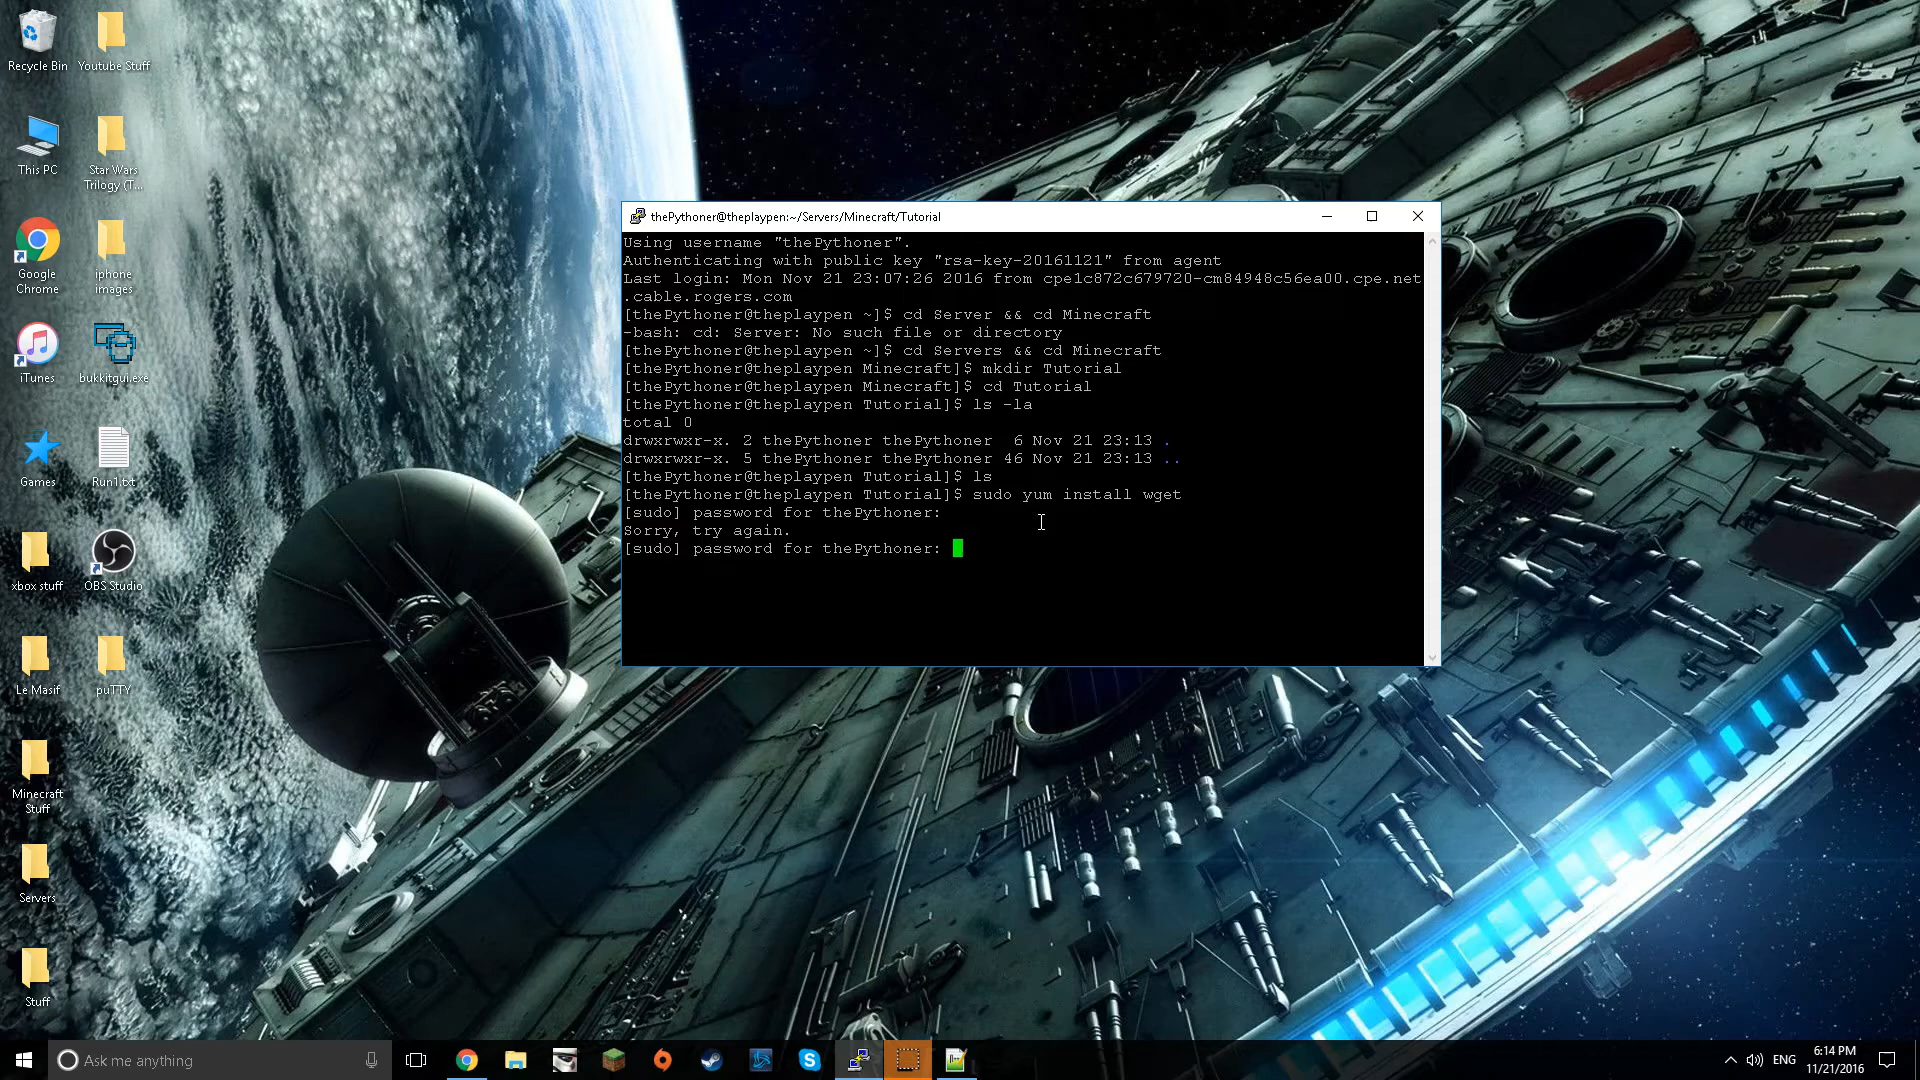 Recycle Bin
Youtube Stuff
This PC
Star Wars
Trilogy (T...
Google
Chrome
iphone
images
iTunes
bukkitgui.exe
Games
Run1.txt
xbox stuff
OBS Studio
Le Masif
puTTY
Minecraft
Stuff
Servers
Stuff
thePythoner@theplaypen:~/Servers/Minecraft/Tutorial
Using username "thePythoner".
Authenticating with public key "rsa-key-20161121" from agent
Last login: Mon Nov 21 23:07:26 2016 from cpe1c872c679720-cm84948c56ea00.cpe.net
.cable.rogers.com
[thePythoner@theplaypen ~]$ cd Server && cd Minecraft
-bash: cd: Server: No such file or directory
[thePythoner@theplaypen ~]$ cd Servers && cd Minecraft
[thePythoner@theplaypen Minecraft]$ mkdir Tutorial
[thePythoner@theplaypen Minecraft]$ cd Tutorial
[thePythoner@theplaypen Tutorial]$ ls -la
total 0
drwxrwxr-x. 2 thePythoner thePythoner  6 Nov 21 23:13 .
drwxrwxr-x. 5 thePythoner thePythoner 46 Nov 21 23:13 ..
[thePythoner@theplaypen Tutorial]$ ls
[thePythoner@theplaypen Tutorial]$ sudo yum install wget
[sudo] password for thePythoner:
Sorry, try again.
[sudo] password for thePythoner:
Ask me anything
ENG
6:14 PM
11/21/2016